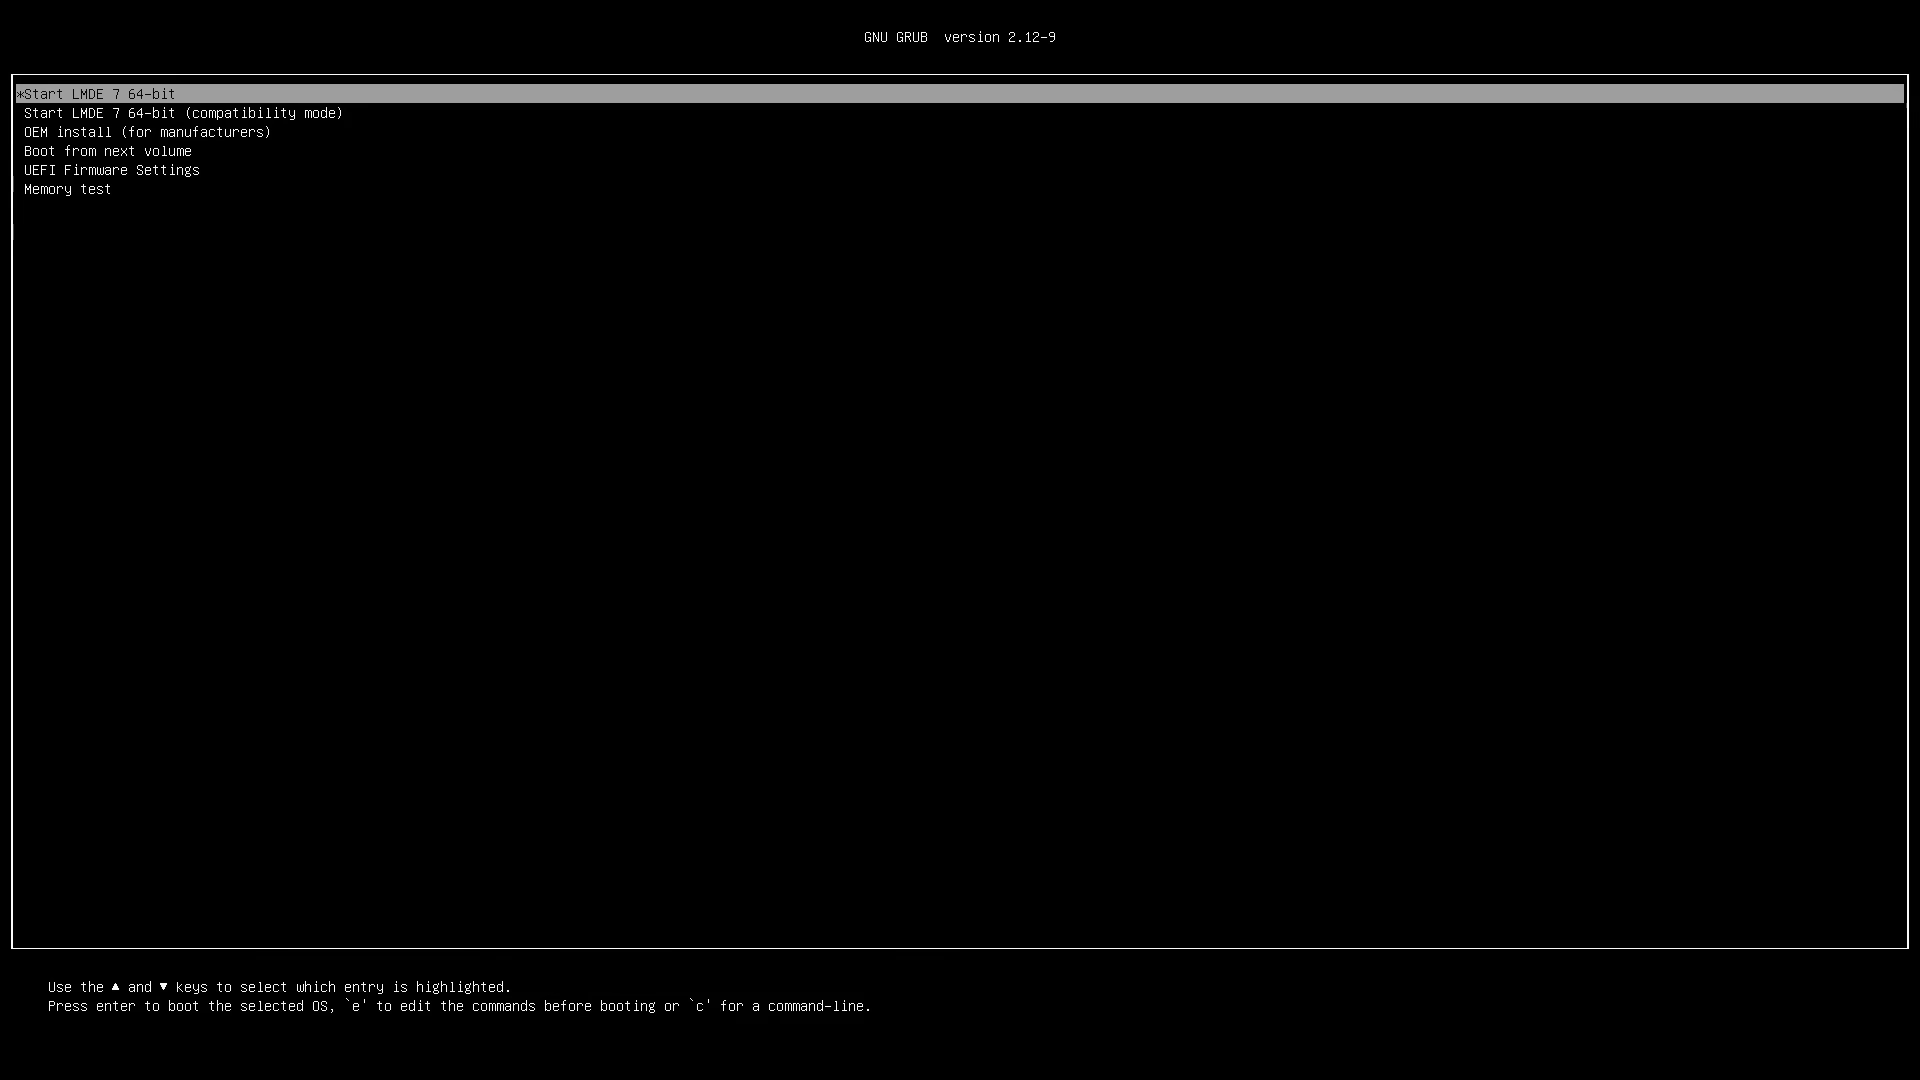 GNU GRUB  version 2.12-9
*Start LMDE 7 64-bit
Start LMDE 7 64-bit (compatibility mode)
OEM install (for manufacturers)
Boot from next volume
UEFI Firmware Settings
Memory test
Use the ▲ and ▼ keys to select which entry is highlighted.
Press enter to boot the selected OS, `e' to edit the commands before booting or `c' for a command-line.